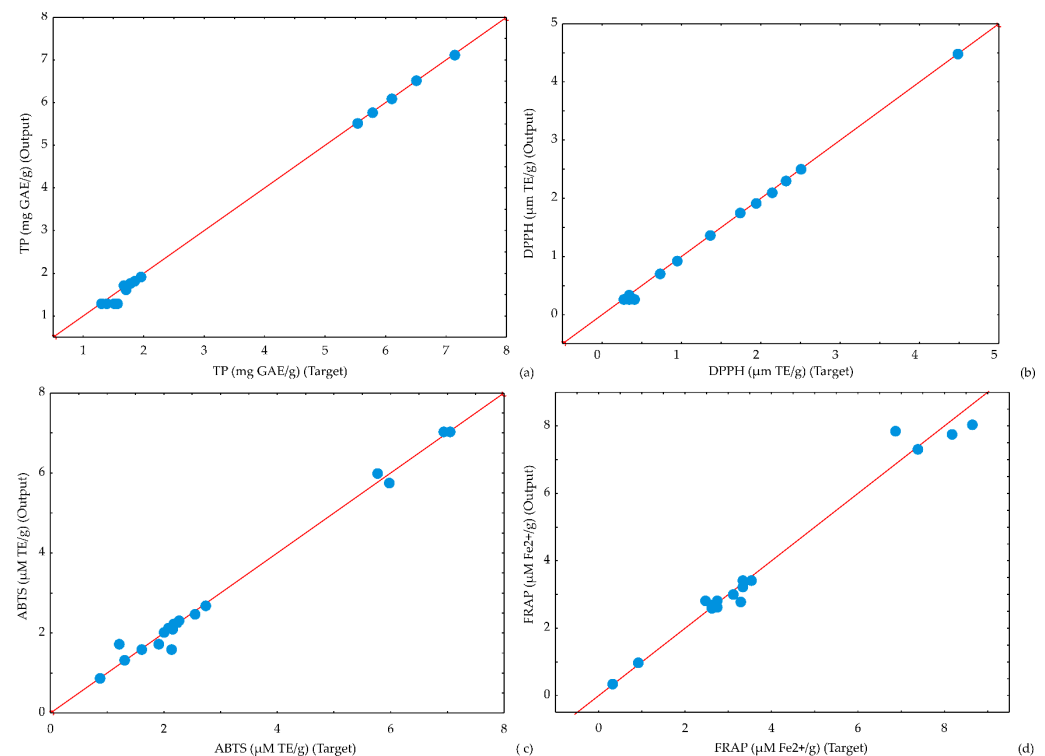 8
7
6
5
4
3
2
1
TP (mg GAE/g) (Output)
1 2 3 4 5 6 7 8
TP (mg GAE/g) (Target)
(a)
5
4
3
2
1
0
DPPH (µm TE/g) (Output)
0 1 2 3 4 5
DPPH (µm TE/g) (Target)
(b)
8
6
4
2
0
ABTS (µM TE/g) (Output)
0 2 4 6 8
ABTS (µM TE/g) (Target)
( c)
8
6
4
2
0
FRAP (µM Fe2+/g) (Output)
0 2 4 6 8
FRAP (µM Fe2+/g) (Target)
(d)